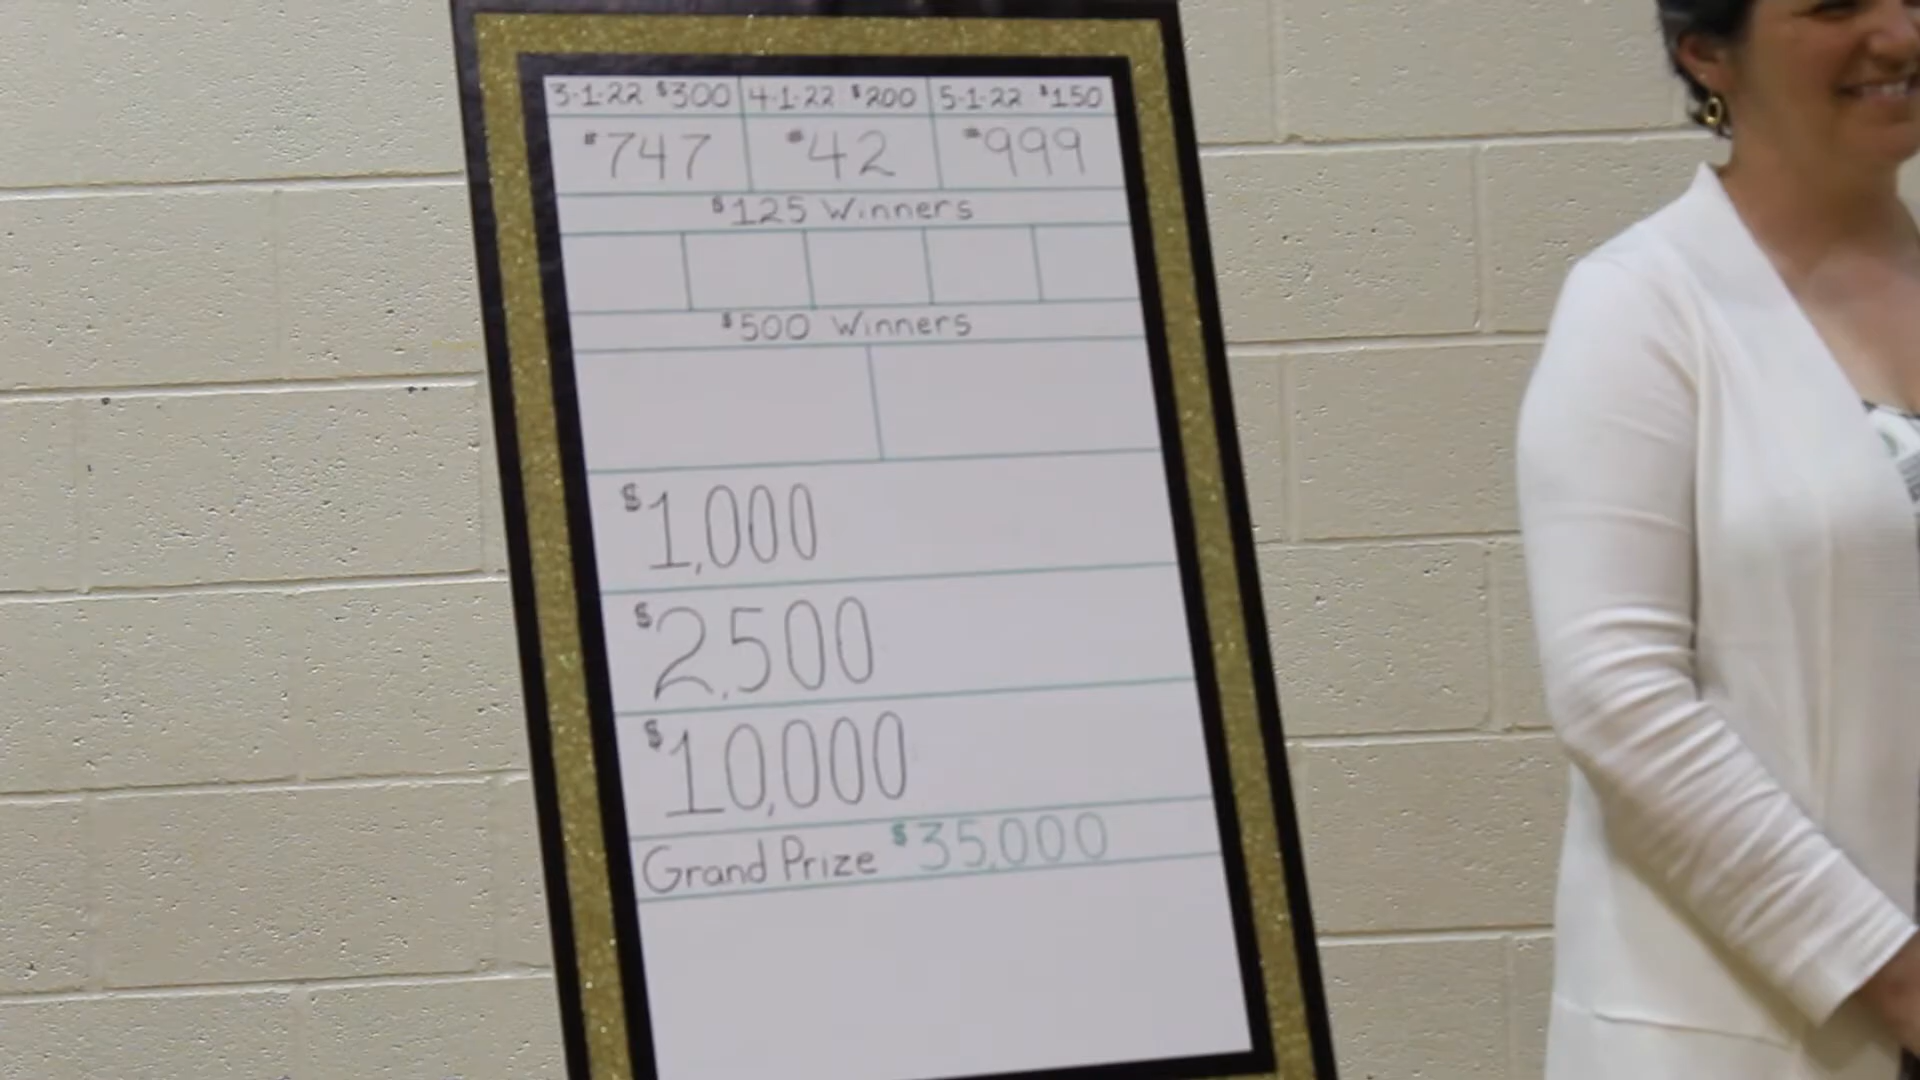 3-1-22 $300 4-1-22 $200 5-1-22 $150
#747 #42 #999
$125 Winners
$500 Winners
$1,000
$2,500
$10,000
Grand Prize $35,000